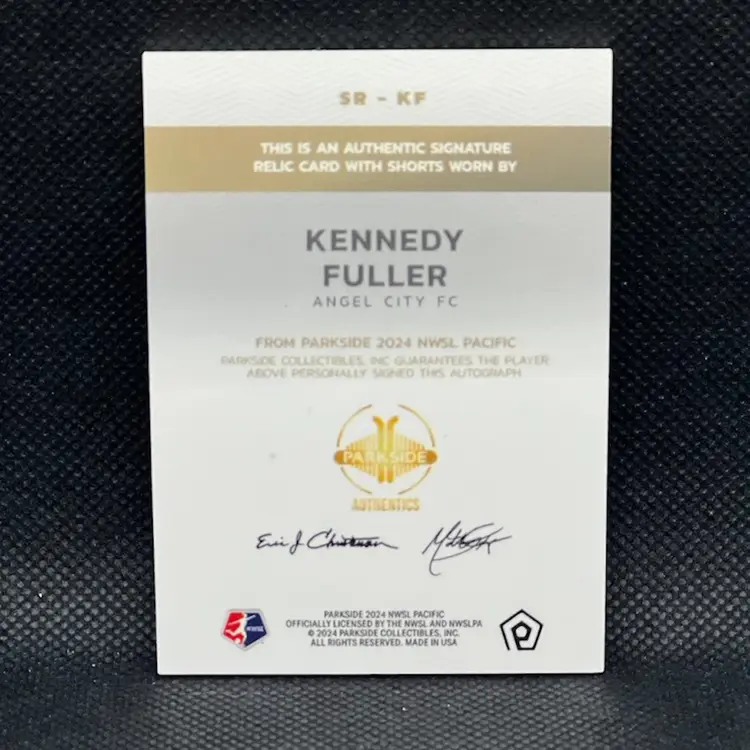 SR - KF
THIS IS AN AUTHENTIC SIGNATURE
RELIC CARD WITH SHORTS WORN BY
KENNEDY
FULLER
ANGEL CITY FC
FROM PARKSIDE 2024 NWSL PACIFIC
PARKSIDE COLLECTIBLES, INC GUARANTEES THE PLAYER
ABOVE PERSONALLY SIGNED THIS AUTOGRAPH
PARKSIDE
AUTHENTICS
Eric J. Christman
NWSL
PARKSIDE 2024 NWSL PACIFIC
OFFICIALLY LICENSED BY THE NWSL AND NWSLPA
© 2024 PARKSIDE COLLECTIBLES, INC.
ALL RIGHTS RESERVED. MADE IN USA